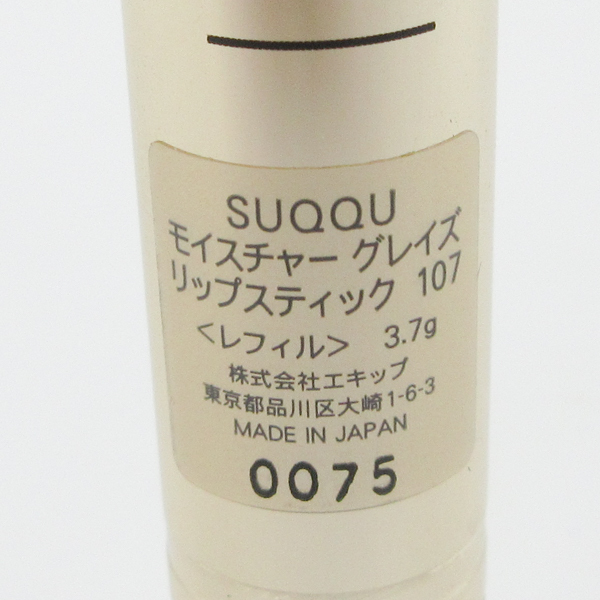 SUQQU
モイスチャー グレイズ
リップスティック 107
<レフィル> 3.7g
株式会社エキップ
東京都品川区大崎1-6-3
MADE IN JAPAN
0075